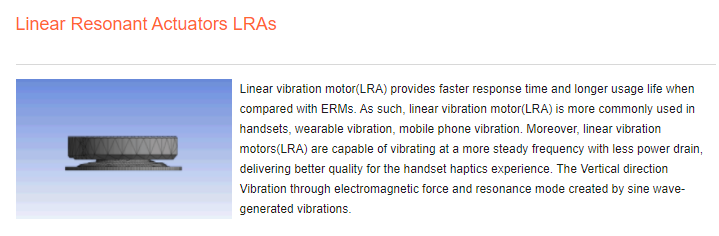 Linear Resonant Actuators LRAs
Linear vibration motor(LRA) provides faster response time and longer usage life when
compared with ERMs. As such, linear vibration motor(LRA) is more commonly used in
handsets, wearable vibration, mobile phone vibration. Moreover, linear vibration
motors(LRA) are capable of vibrating at a more steady frequency with less power drain,
delivering better quality for the handset haptics experience. The Vertical direction
Vibration through electromagnetic force and resonance mode created by sine wave-
generated vibrations.